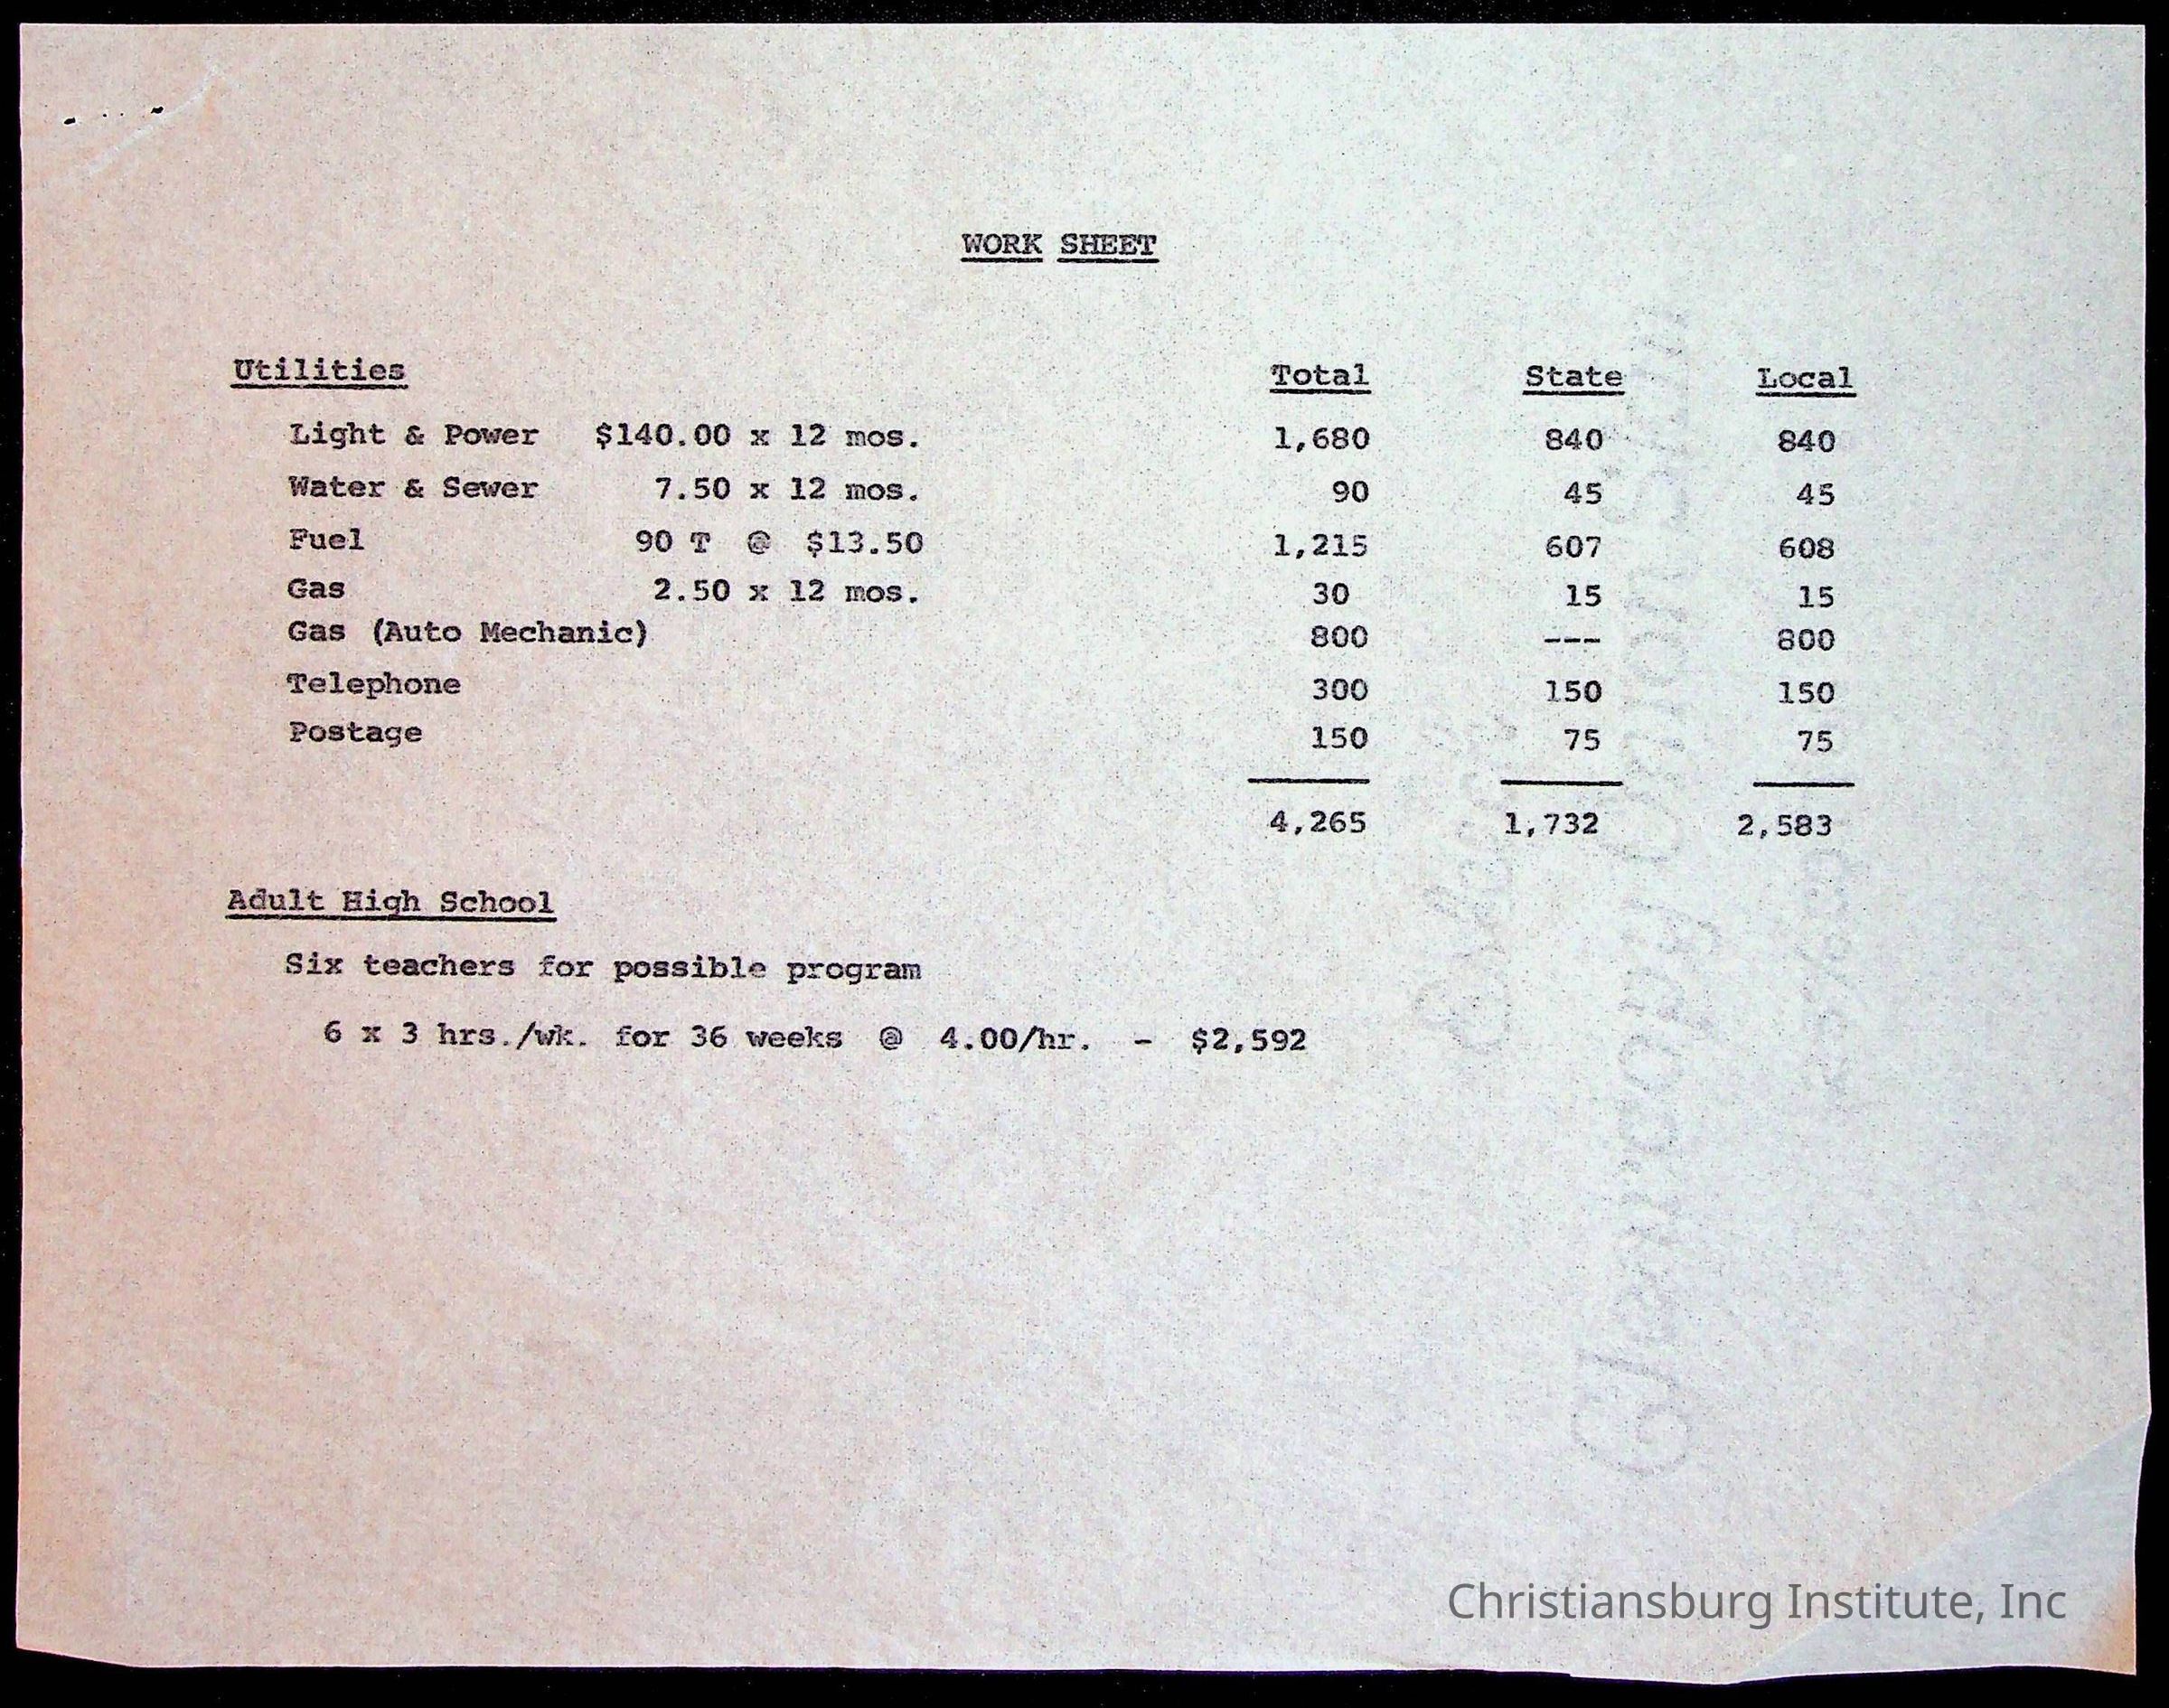 WORK SHEET
Utilities Total State Local
Light & Power $140.00 x 12 mos. 1,680 840 840
Water & Sewer 7.50 x 12 mos. 90 45 45
Fuel 90 T @ $13.50 1,215 607 608
Gas 2.50 x 12 mos. 30 15 15
Gas (Auto Mechanic) 800 --- 800
Telephone 300 150 150
Postage 150 75 75
4,265 1,732 2,583
Adult High School
Six teachers for possible program
6 x 3 hrs./wk. for 36 weeks @ 4.00/hr. - $2,592
Christiansburg Institute, Inc